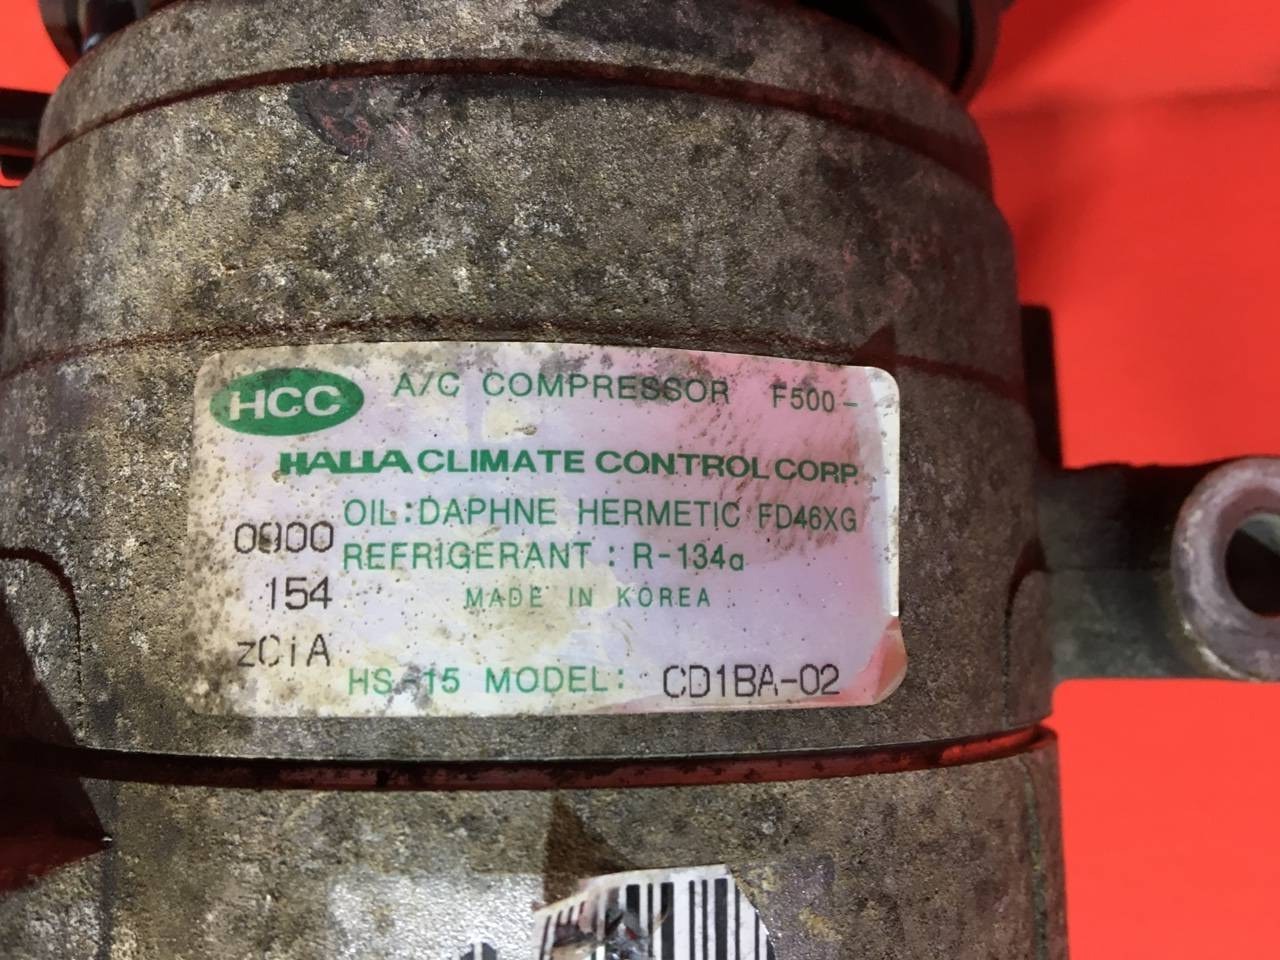 HCC
A/C COMPRESSOR F500-
HALLA CLIMATE CONTROL CORP.
OIL:DAPHNE HERMETIC FD46XG
0900
REFRIGERANT : R-134a
154
MADE IN KOREA
zCiA
HS-15 MODEL: CD1BA-02